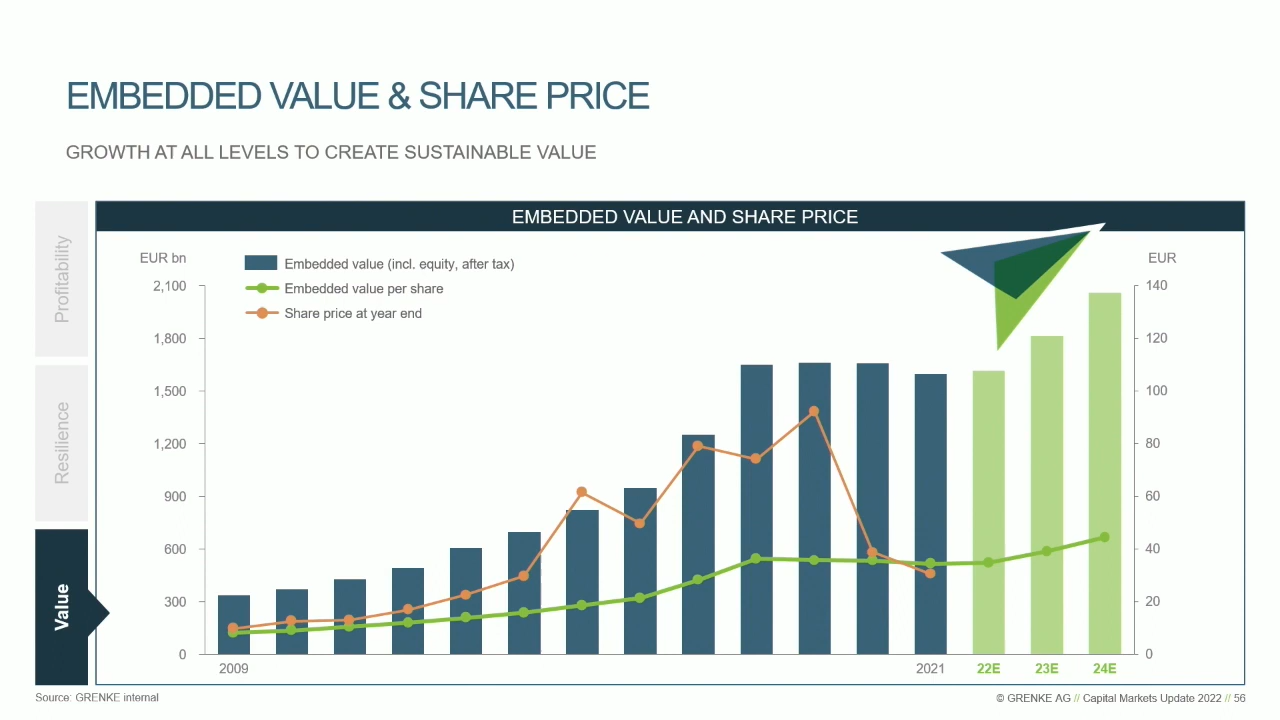 EMBEDDED VALUE & SHARE PRICE
GROWTH AT ALL LEVELS TO CREATE SUSTAINABLE VALUE
Profitability
Resilience
Value
EMBEDDED VALUE AND SHARE PRICE
EUR bn
EUR
Embedded value (incl. equity, after tax)
Embedded value per share
Share price at year end
2,100
1,800
1,500
1,200
900
600
300
0
140
120
100
80
60
40
20
0
2009
2021
22E
23E
24E
Source: GRENKE internal
© GRENKE AG // Capital Markets Update 2022 // 56